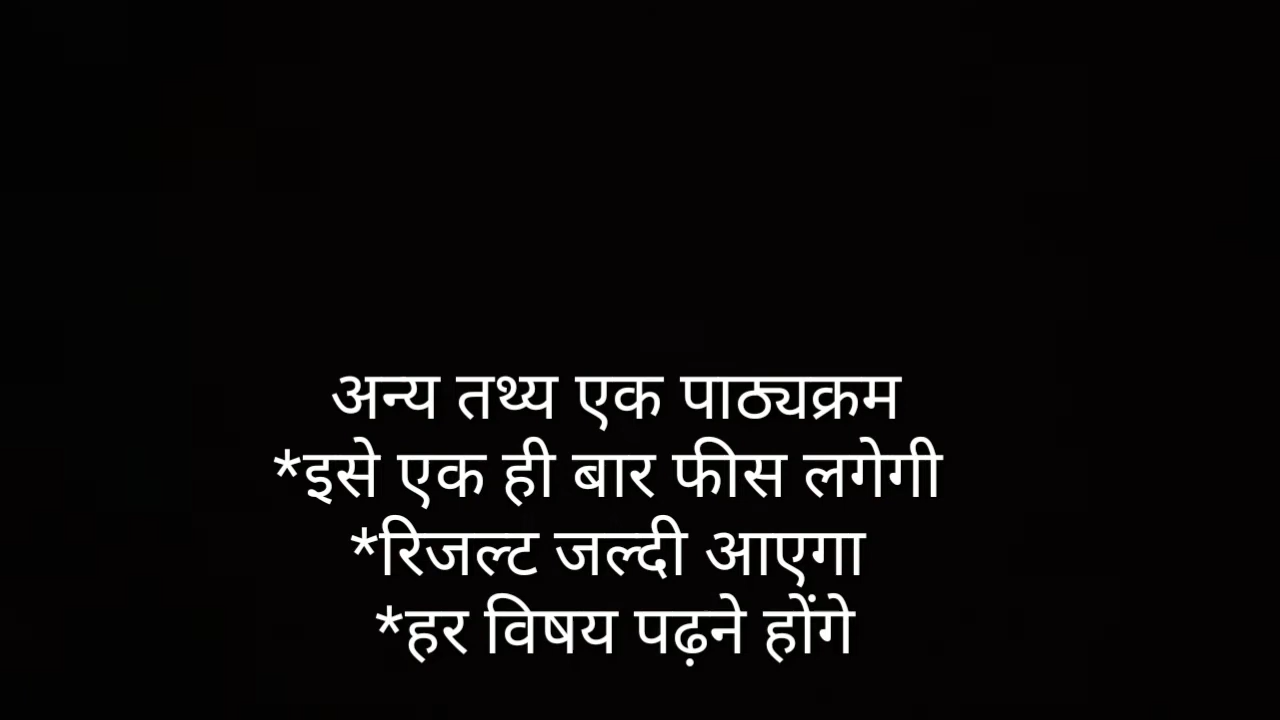 अन्य तथ्य एक पाठ्यक्रम
*इसे एक ही बार फीस लगेगी
*रिजल्ट जल्दी आएगा
*हर विषय पढ़ने होंगे